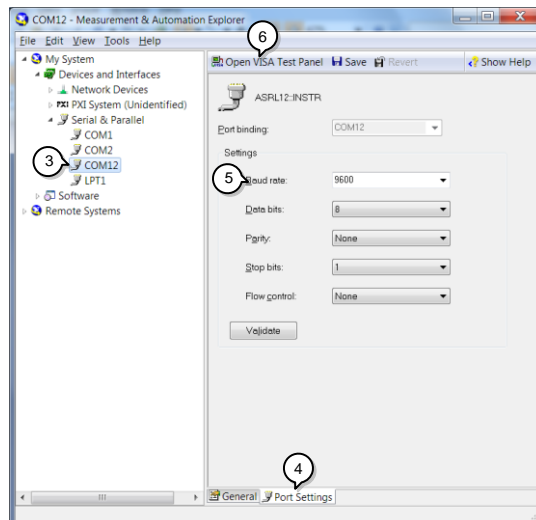 COM12 - Measurement & Automation Explorer
File Edit View Tools Help
6
My System
Devices and Interfaces
Network Devices
PXI PXI System (Unidentified)
Serial & Parallel
COM1
COM2
3
COM12
LPT1
Software
Remote Systems
Open VISA Test Panel Save Revert Show Help
ASRL12::INSTR
Port binding: COM12
Settings
5
Baud rate: 9600
Data bits: 8
Parity: None
Stop bits: 1
Flow control: None
Validate
4
General Port Settings